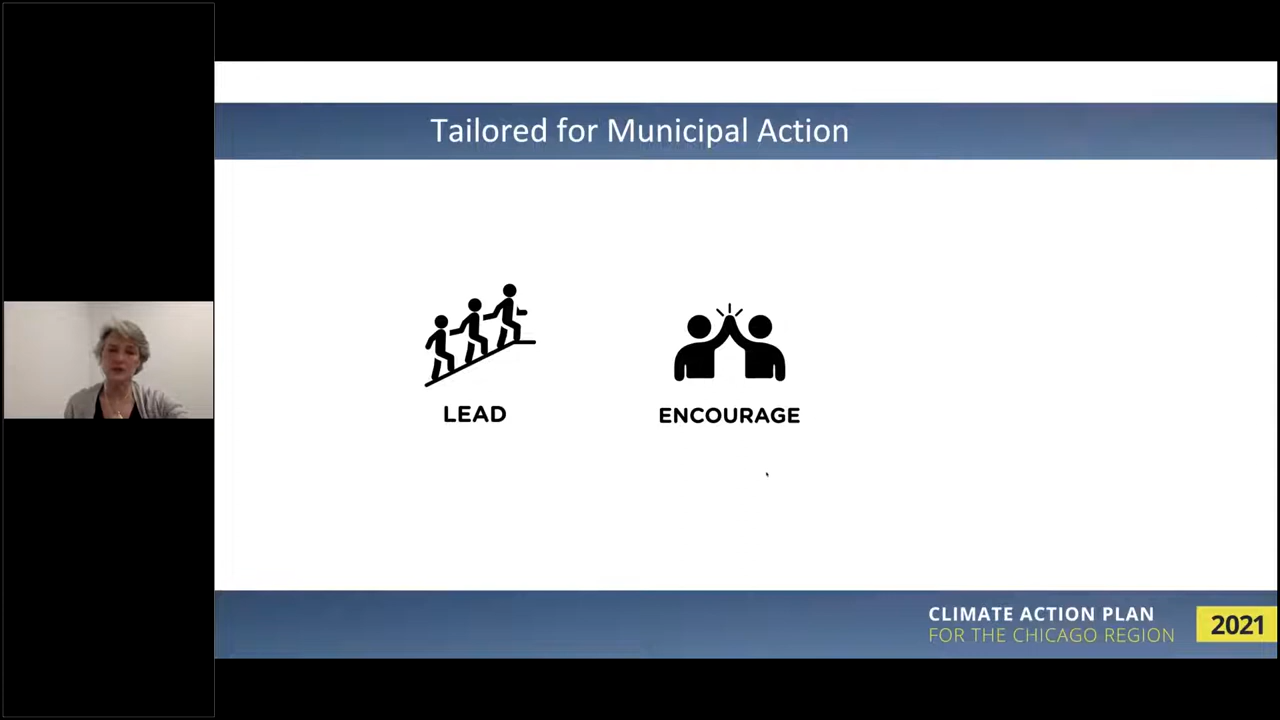 Tailored for Municipal Action
LEAD
ENCOURAGE
CLIMATE ACTION PLAN
FOR THE CHICAGO REGION
2021